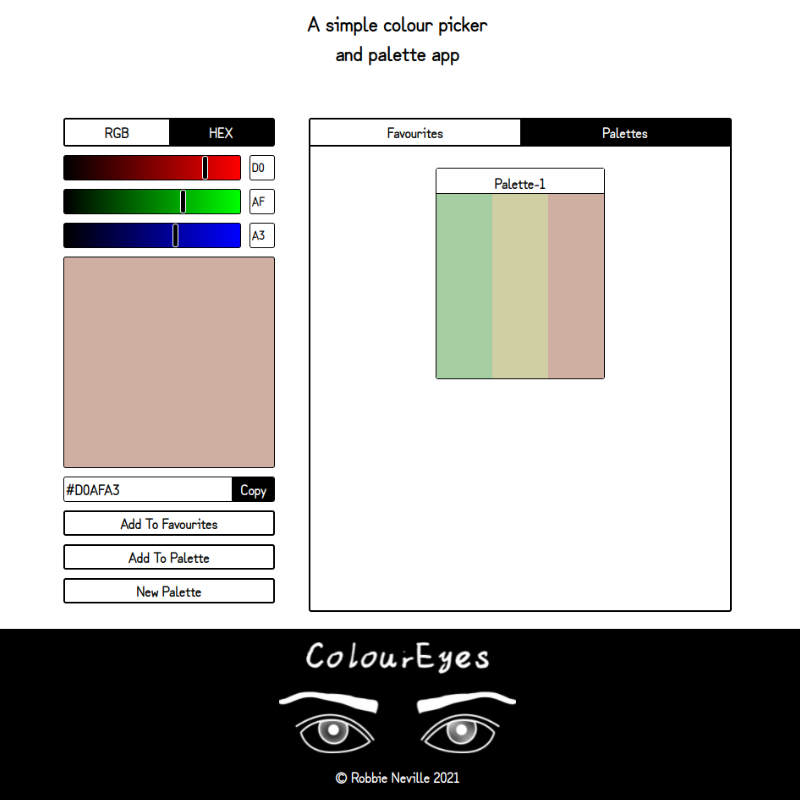 A simple colour picker
and palette app
RGB HEX
D0
AF
A3
#D0AFA3 Copy
Add To Favourites
Add To Palette
New Palette
Favourites Palettes
Palette-1
ColourEyes
© Robbie Neville 2021